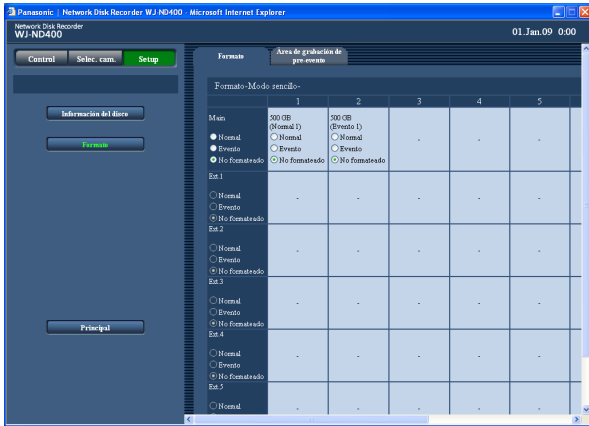 Panasonic | Network Disk Recorder WJ-ND400 - Microsoft Internet Explorer
Network Disk Recorder
WJ-ND400
01.Jan.09 0:00
Control Selec. cam. Setup
Formato
Area de grabación de
pre-evento
Información del disco
Formato
Principal
Formato-Modo sencillo-
1 2 3 4 5
Main 500 GB 500 GB
(Normal 1) (Evento 1)
Normal Normal Normal
Evento Evento Evento
No formateado No formateado No formateado
- - -
Ext.1
Normal
- - - - -
Evento
No formateado
Ext.2
Normal
- - - - -
Evento
No formateado
Ext.3
Normal
- - - - -
Evento
No formateado
Ext.4
Normal
- - - - -
Evento
No formateado
Ext.5
Normal
- - - - -